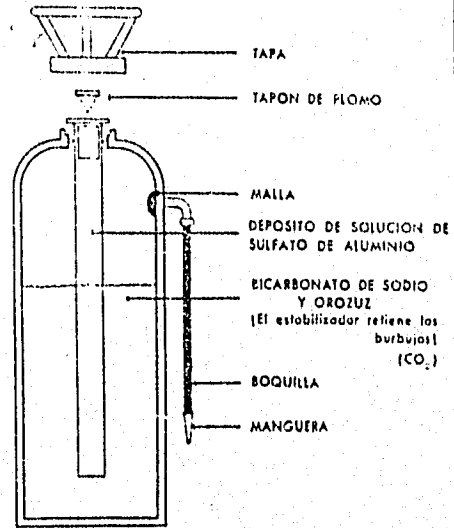 TAPA
TAPON DE PLOMO
MALLA
DEPOSITO DE SOLUCION DE
SULFATO DE ALUMINIO
BICARBONATO DE SODIO
Y OROZUZ
(El estabilizador retiene las
burbujas)
(CO₂)
BOQUILLA
MANGUERA